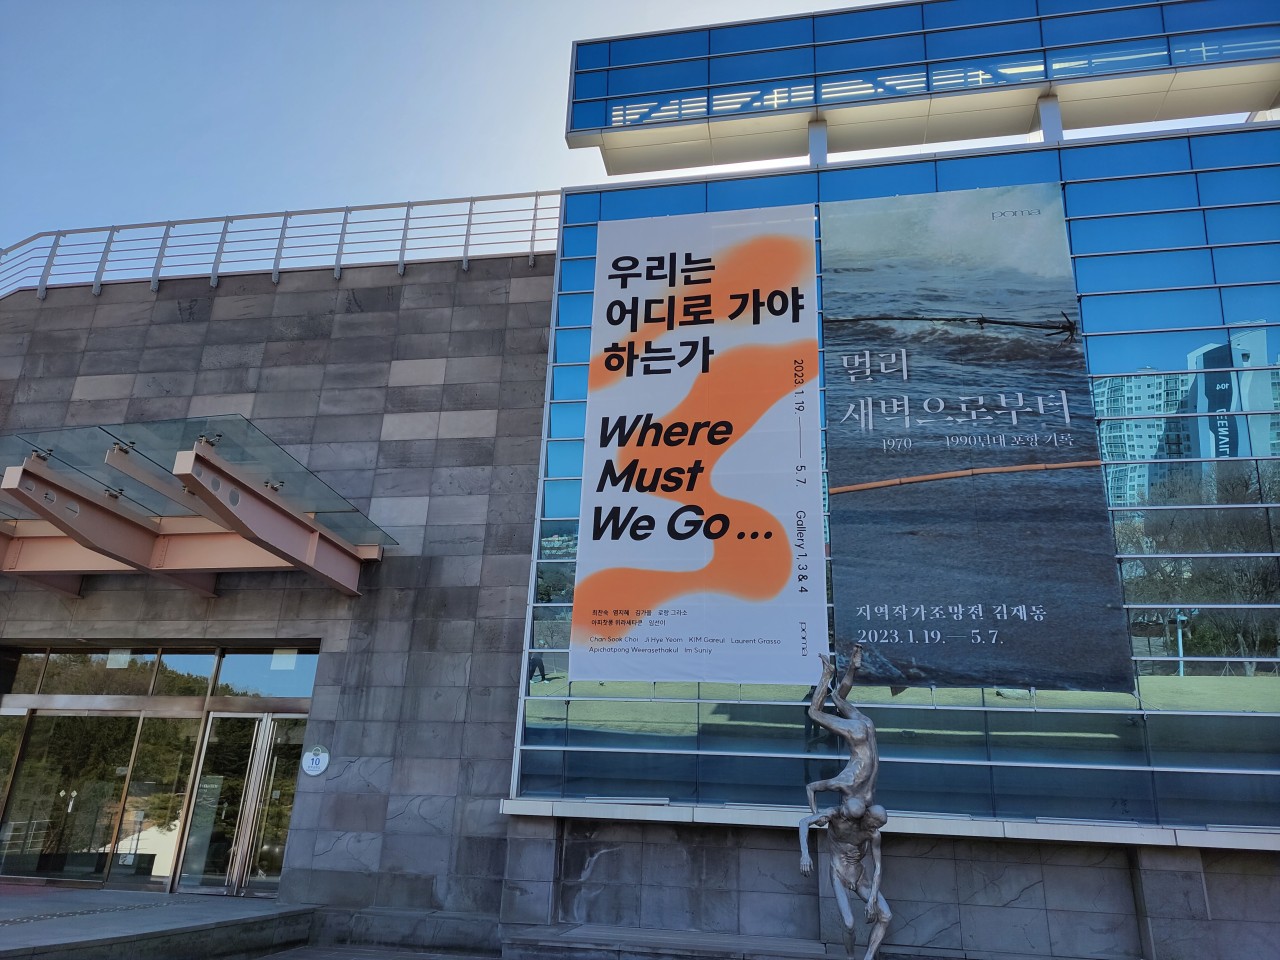 우리는
어디로 가야
하는가
Where
Must
We Go...
2023. 1. 19. — 5. 7. Gallery 1, 3 & 4
최찬숙 염지혜 김가을 로랑 그라소
아피찻퐁 위라세타쿤 임선이
Chan Sook Choi Ji Hye Yeom KIM Gareul Laurent Grasso
Apichatpong Weerasethakul Im Suniy
poma
poma
멀리
새벽으로부터
1970 — 1990년대 포항 기록
지역작가조망전 김재동
2023. 1. 19. — 5. 7.
10
104